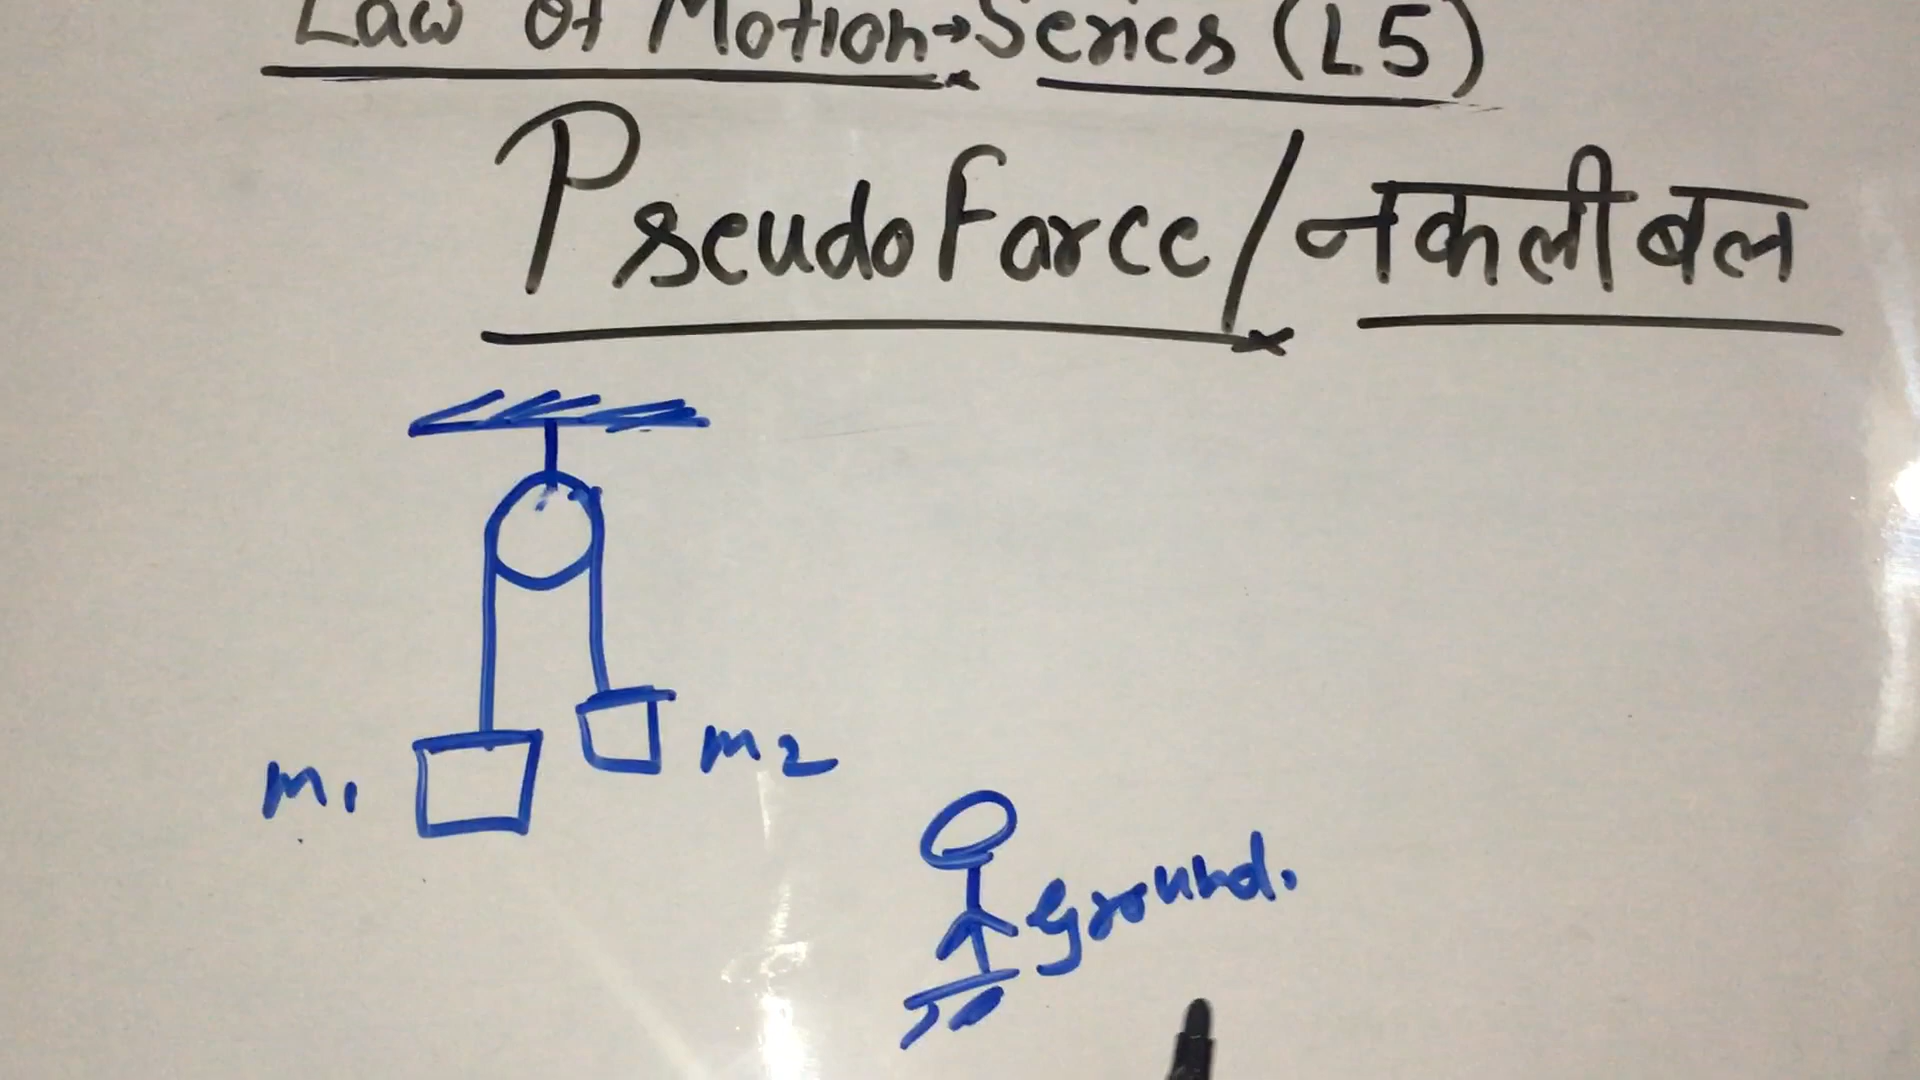 Law Of Motion→Series (L5)
Pseudo Force/नकली बल
m1
m2
ground.